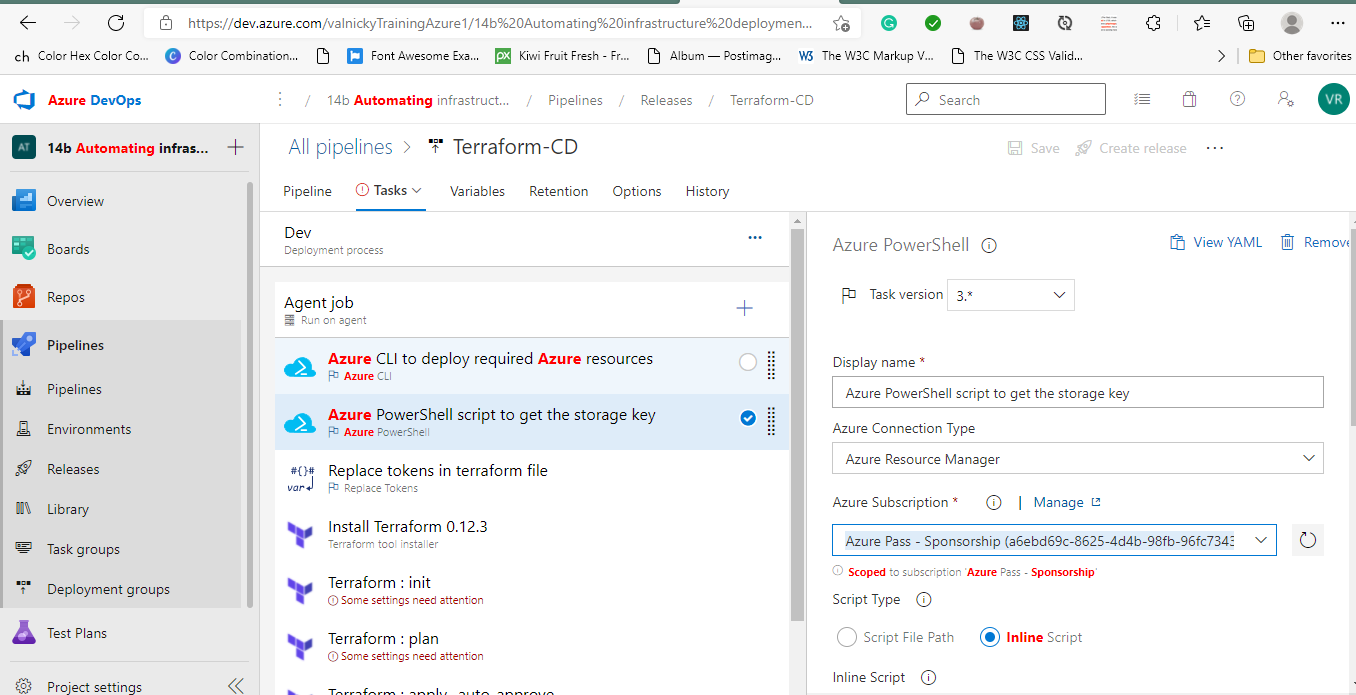 https://dev.azure.com/valnickyTrainingAzure1/14b%20Automating%20infrastructure%20deploymen...
ch Color Hex Color Co...
Color Combination...
Font Awesome Exa...
Kiwi Fruit Fresh - Fr...
Album — Postimag...
The W3C Markup V...
The W3C CSS Valid...
Other favorites
Azure DevOps
/ 14b Automating infrastruct... / Pipelines / Releases / Terraform-CD
Search
VR
AT 14b Automating infras...
Overview
Boards
Repos
Pipelines
Pipelines
Environments
Releases
Library
Task groups
Deployment groups
Test Plans
Project settings
All pipelines > Terraform-CD
Save
Create release
Pipeline
Tasks
Variables
Retention
Options
History
Dev
Deployment process
Agent job
Run on agent
Azure CLI to deploy required Azure resources
Azure CLI
Azure PowerShell script to get the storage key
Azure PowerShell
#{}#
var
Replace tokens in terraform file
Replace Tokens
Install Terraform 0.12.3
Terraform tool installer
Terraform : init
Some settings need attention
Terraform : plan
Some settings need attention
Terraform : apply -auto-approve
Azure PowerShell
View YAML
Remove
Task version 3.*
Display name *
Azure PowerShell script to get the storage key
Azure Connection Type
Azure Resource Manager
Azure Subscription * | Manage
Azure Pass - Sponsorship (a6ebd69c-8625-4d4b-98fb-96fc7343
Scoped to subscription 'Azure Pass - Sponsorship'
Script Type
Script File Path
Inline Script
Inline Script